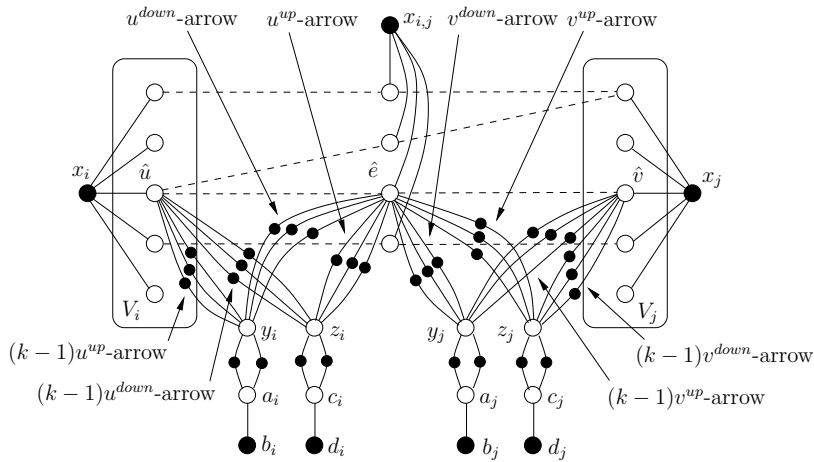 u^{down}-arrow u^{up}-arrow x_{i,j} v^{down}-arrow v^{up}-arrow
x_i û ê v̂ x_j
V_i V_j
y_i z_i y_j z_j
(k − 1)u^{up}-arrow (k − 1)v^{down}-arrow
(k − 1)u^{down}-arrow a_i c_i a_j c_j (k − 1)v^{up}-arrow
b_i d_i b_j d_j